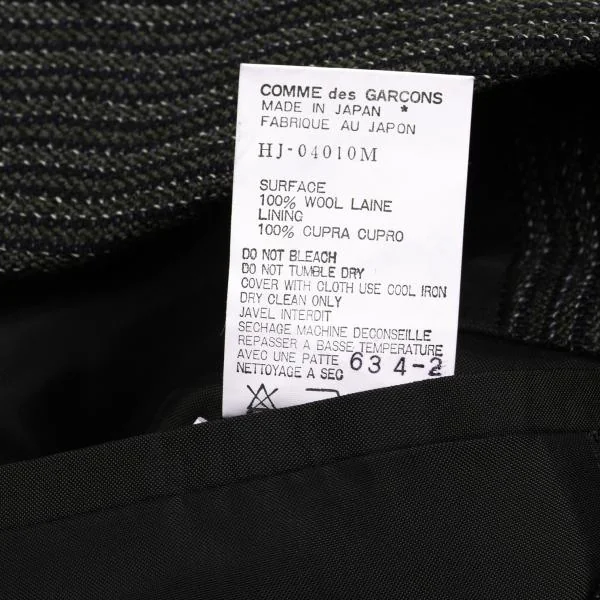 COMME des GARCONS
MADE IN JAPAN *
FABRIQUE AU JAPON
HJ-04010M
SURFACE
100% WOOL LAINE
LINING
100% CUPRA CUPRO
DO NOT BLEACH
DO NOT TUMBLE DRY
COVER WITH CLOTH USE COOL IRON
DRY CLEAN ONLY
JAVEL INTERDIT
SECHAGE MACHINE DECONSEILLE
REPASSER A BASSE TEMPERATURE
AVEC UNE PATTE 634-2
NETTOYAGE A SEC